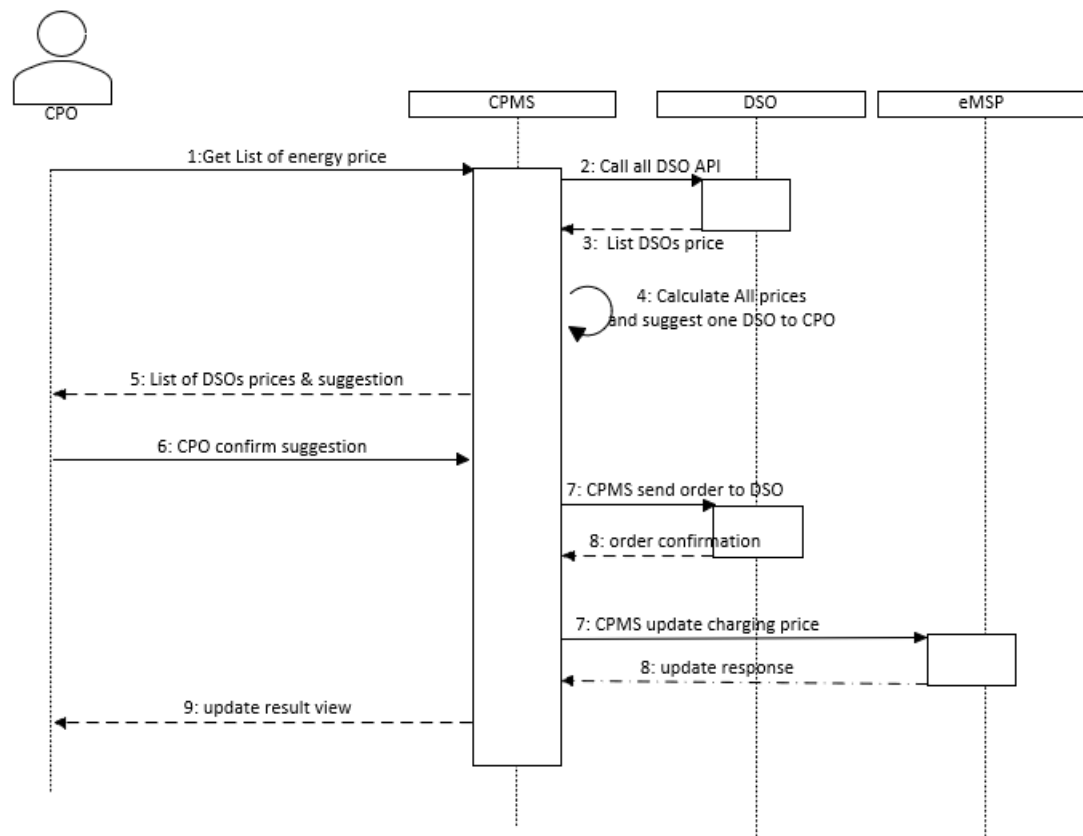 CPO
CPMS
DSO
eMSP
1:Get List of energy price
2: Call all DSO API
3: List DSOs price
4: Calculate All prices
and suggest one DSO to CPO
5: List of DSOs prices & suggestion
6: CPO confirm suggestion
7: CPMS send order to DSO
8: order confirmation
7: CPMS update charging price
8: update response
9: update result view